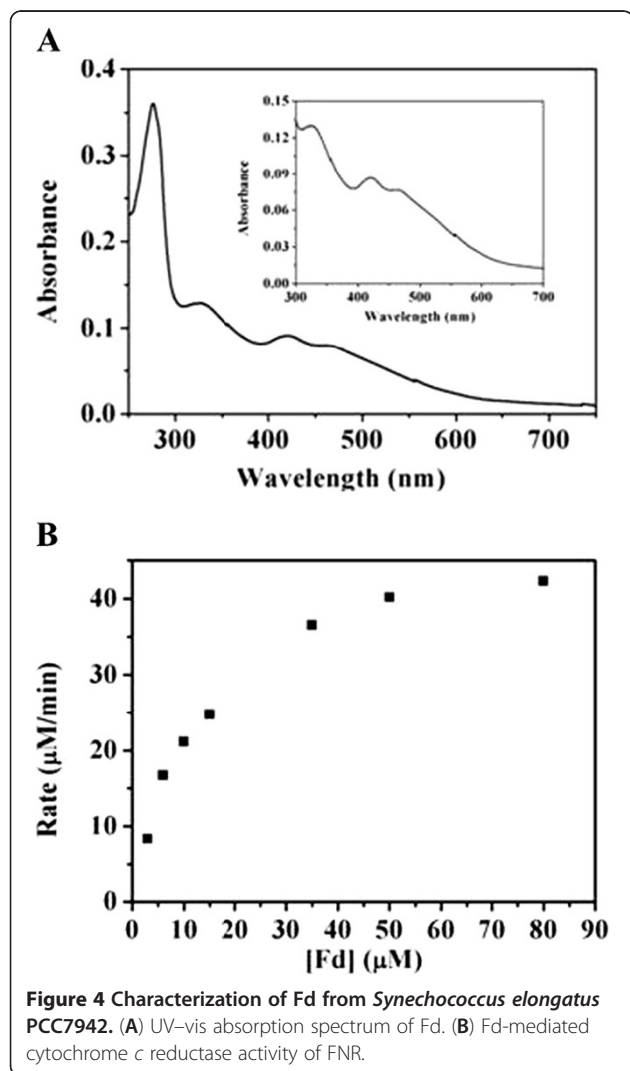 A
0.4
0.3
0.2
0.1
0.0
Absorbance
300 400 500 600 700
Wavelength (nm)
0.15
0.12
0.09
0.06
0.03
0.00
Absorbance
300 400 500 600 700
Wavelength (nm)
B
40
30
20
10
0
Rate (µM/min)
0 10 20 30 40 50 60 70 80 90
[Fd] (µM)
Figure 4 Characterization of Fd from Synechococcus elongatus
PCC7942. (A) UV–vis absorption spectrum of Fd. (B) Fd-mediated
cytochrome c reductase activity of FNR.